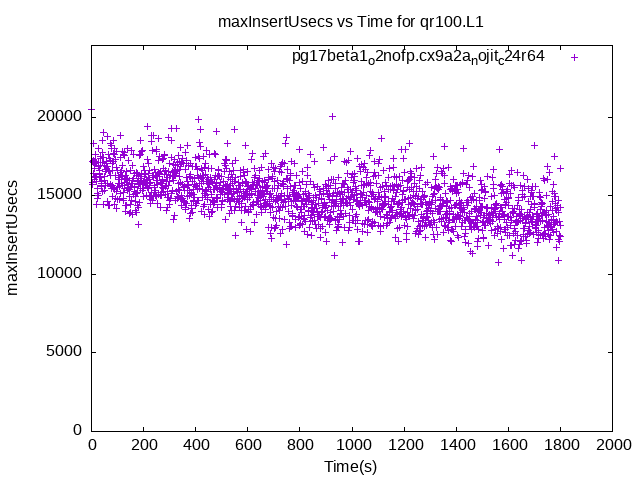 maxInsertUsecs vs Time for qr100.L1
pg17beta1o2nofp.cx9a2anojitc24r64
20000
15000
10000
5000
0
maxInsertUsecs
0 200 400 600 800 1000 1200 1400 1600 1800 2000
Time(s)